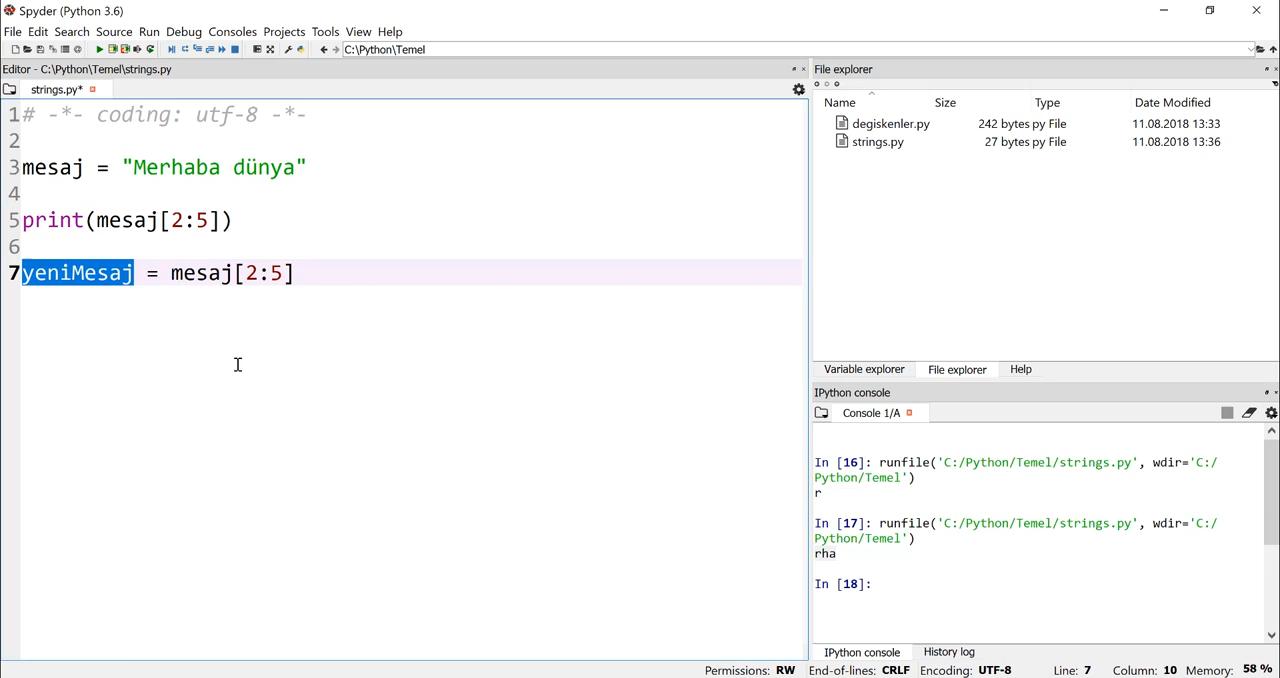 Spyder (Python 3.6)
File Edit Search Source Run Debug Consoles Projects Tools View Help
C:\Python\Temel
Editor - C:\Python\Temel\strings.py
File explorer
strings.py*
Name Size Type Date Modified
degiskenler.py 242 bytes py File 11.08.2018 13:33
strings.py 27 bytes py File 11.08.2018 13:36
1 # -*- coding: utf-8 -*-
2
3 mesaj = "Merhaba dünya"
4
5 print(mesaj[2:5])
6
7 yeniMesaj = mesaj[2:5]
Variable explorer File explorer Help
IPython console
Console 1/A
In [16]: runfile('C:/Python/Temel/strings.py', wdir='C:/
Python/Temel')
r
In [17]: runfile('C:/Python/Temel/strings.py', wdir='C:/
Python/Temel')
rha
In [18]:
IPython console History log
Permissions: RW End-of-lines: CRLF Encoding: UTF-8 Line: 7 Column: 10 Memory: 58 %